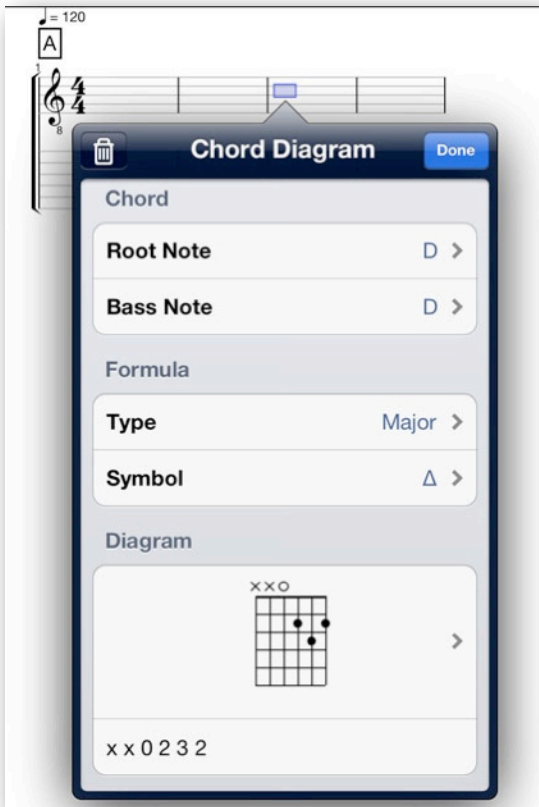 ♩ = 120
A
1
4
4
8
Chord Diagram Done
Chord
Root Note D >
Bass Note D >
Formula
Type Major >
Symbol Δ >
Diagram
××○
>
x x 0 2 3 2